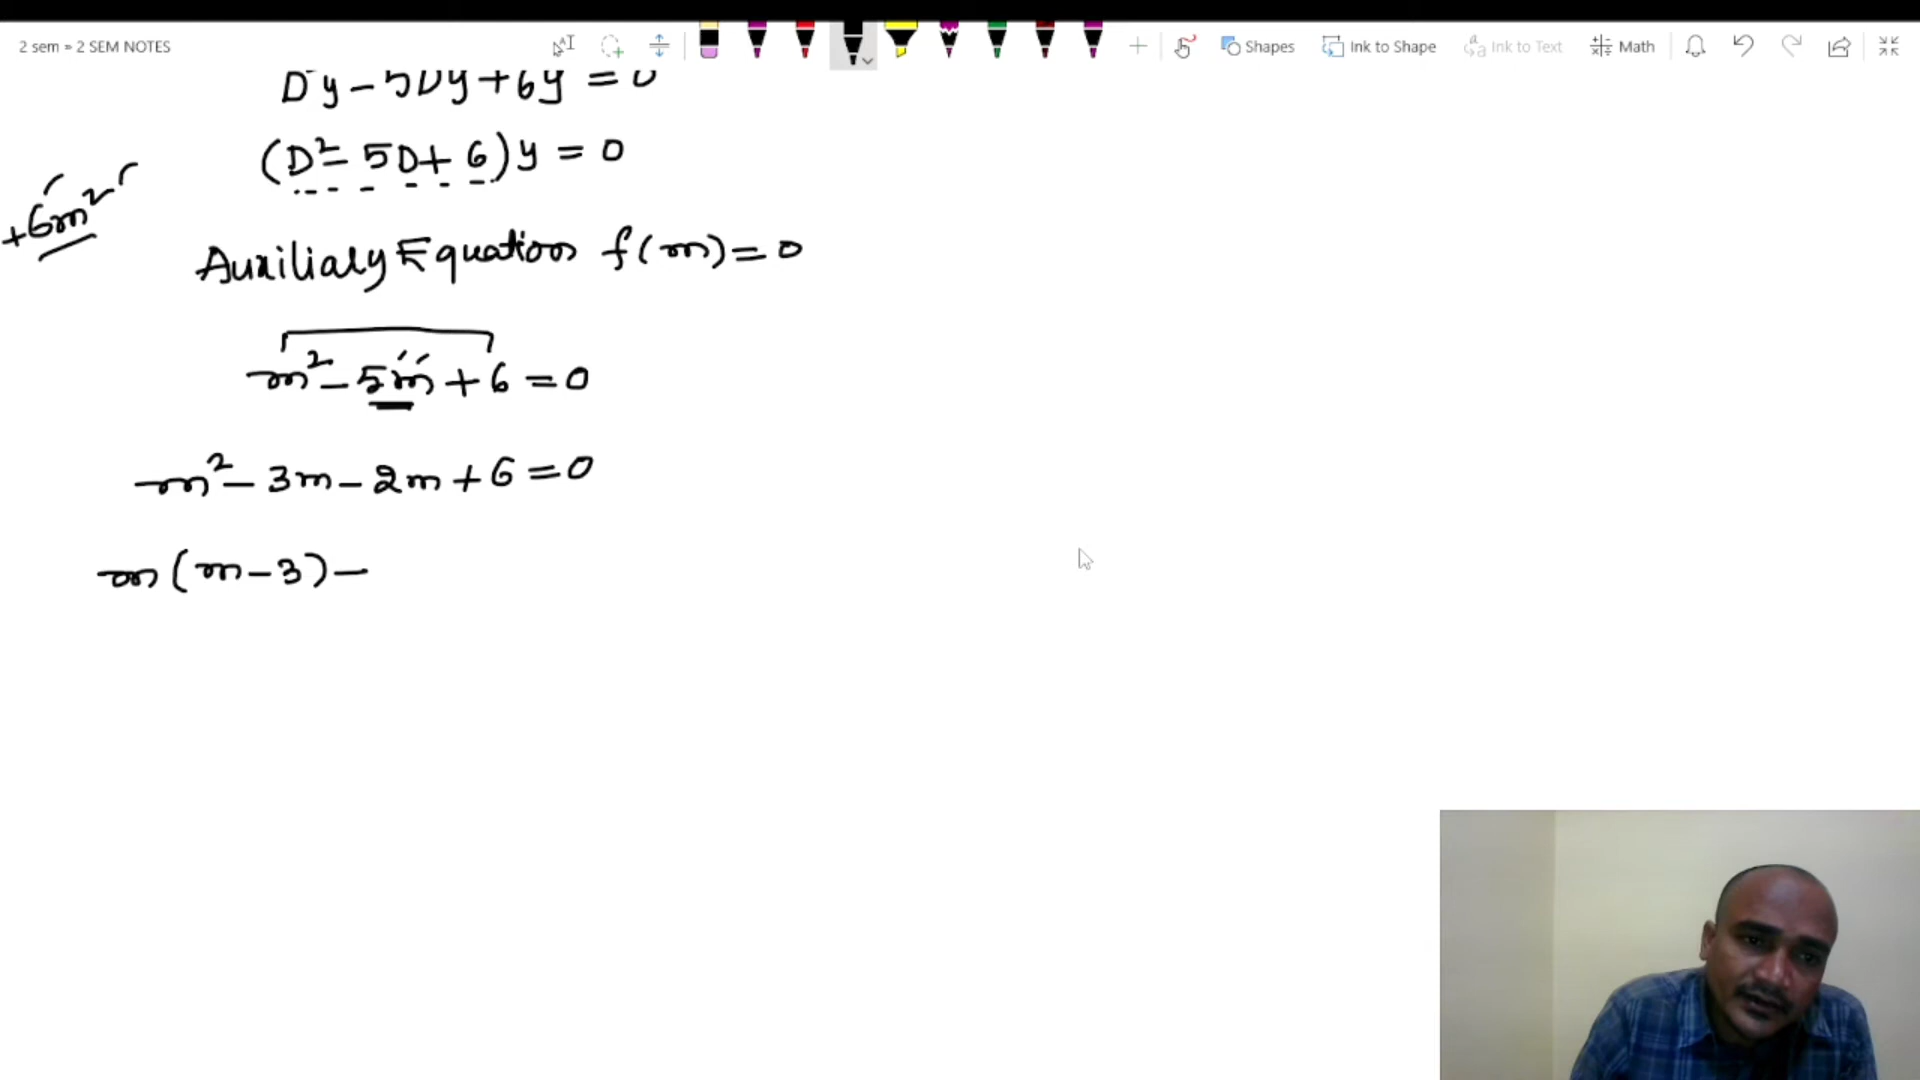 2 sem » 2 SEM NOTES
Shapes
Ink to Shape
Ink to Text
Math
D²y - 5Dy + 6y = 0
(D² - 5D + 6) y = 0
+6m²
Auxiliary Equation f(m) = 0
m² - 5m + 6 = 0
m² - 3m - 2m + 6 = 0
m (m - 3) -